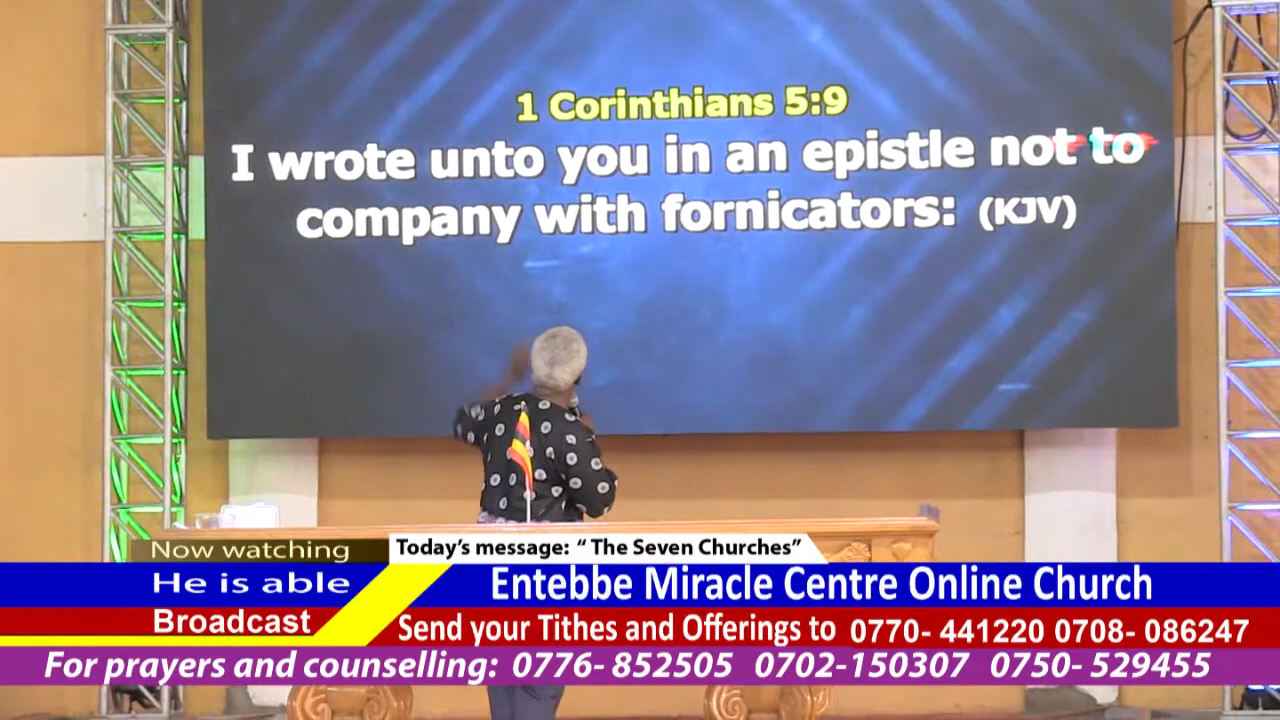 1 Corinthians 5:9
I wrote unto you in an epistle not to
company with fornicators: (KJV)
Now watching
Today's message: “ The Seven Churches”
He is able
Entebbe Miracle Centre Online Church
Broadcast
Send your Tithes and Offerings to 0770- 441220 0708- 086247
For prayers and counselling: 0776- 852505 0702-150307 0750- 529455